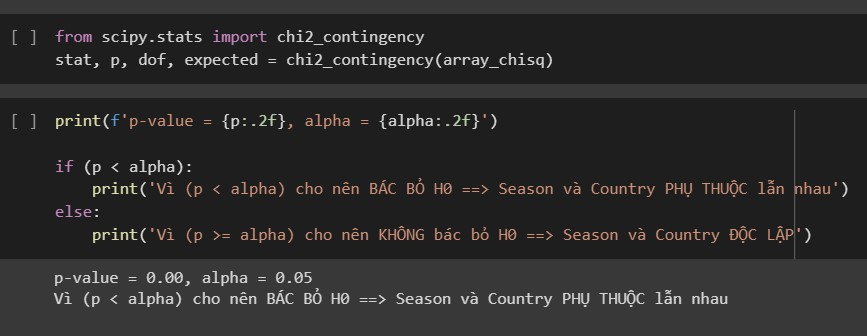 [ ] from scipy.stats import chi2_contingency
stat, p, dof, expected = chi2_contingency(array_chisq)
[ ] print(f'p-value = {p:.2f}, alpha = {alpha:.2f}')
if (p < alpha):
print('Vì (p < alpha) cho nên BÁC BỎ H0 ==> Season và Country PHỤ THUỘC lẫn nhau')
else:
print('Vì (p >= alpha) cho nên KHÔNG bác bỏ H0 ==> Season và Country ĐỘC LẬP')
p-value = 0.00, alpha = 0.05
Vì (p < alpha) cho nên BÁC BỎ H0 ==> Season và Country PHỤ THUỘC lẫn nhau